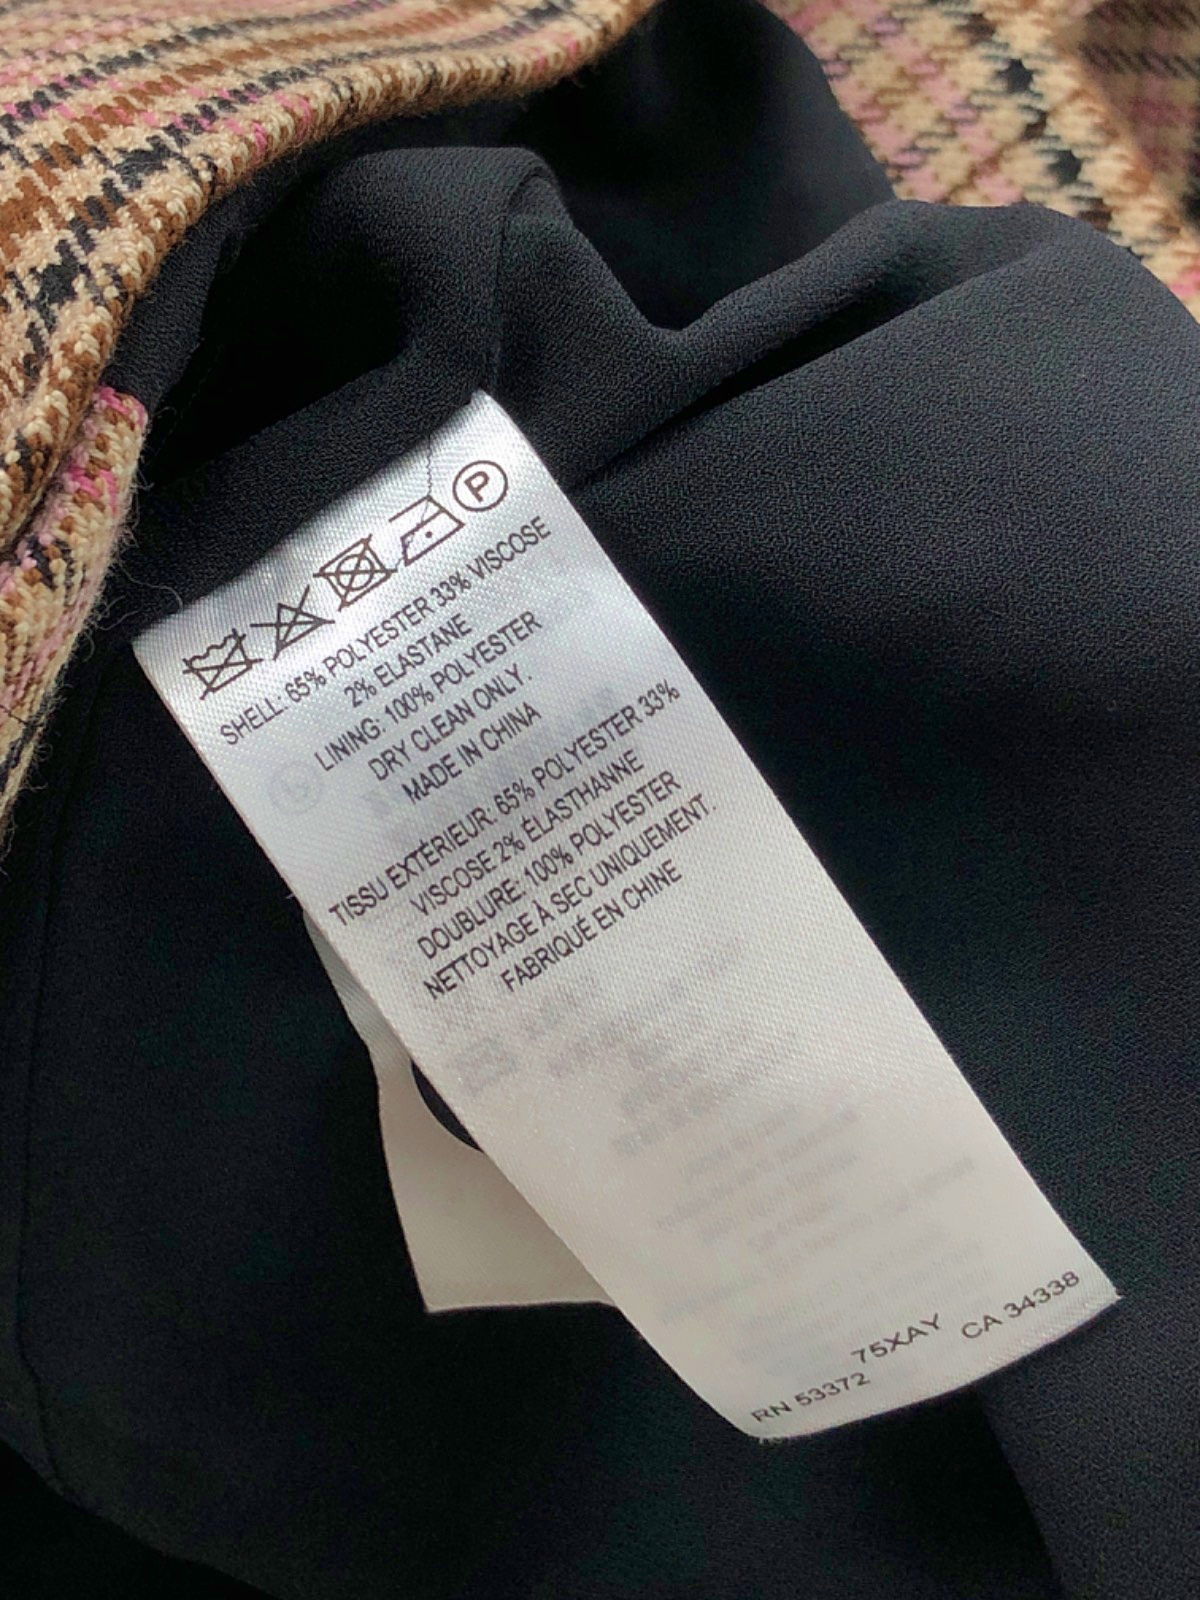 P
SHELL: 65% POLYESTER 33% VISCOSE
2% ELASTANE
LINING: 100% POLYESTER
DRY CLEAN ONLY.
MADE IN CHINA
TISSU EXTÉRIEUR: 65% POLYESTER 33%
VISCOSE 2% ÉLASTHANNE
DOUBLURE: 100% POLYESTER
NETTOYAGE À SEC UNIQUEMENT.
FABRIQUÉ EN CHINE
75XAY
RN 53372 CA 34338